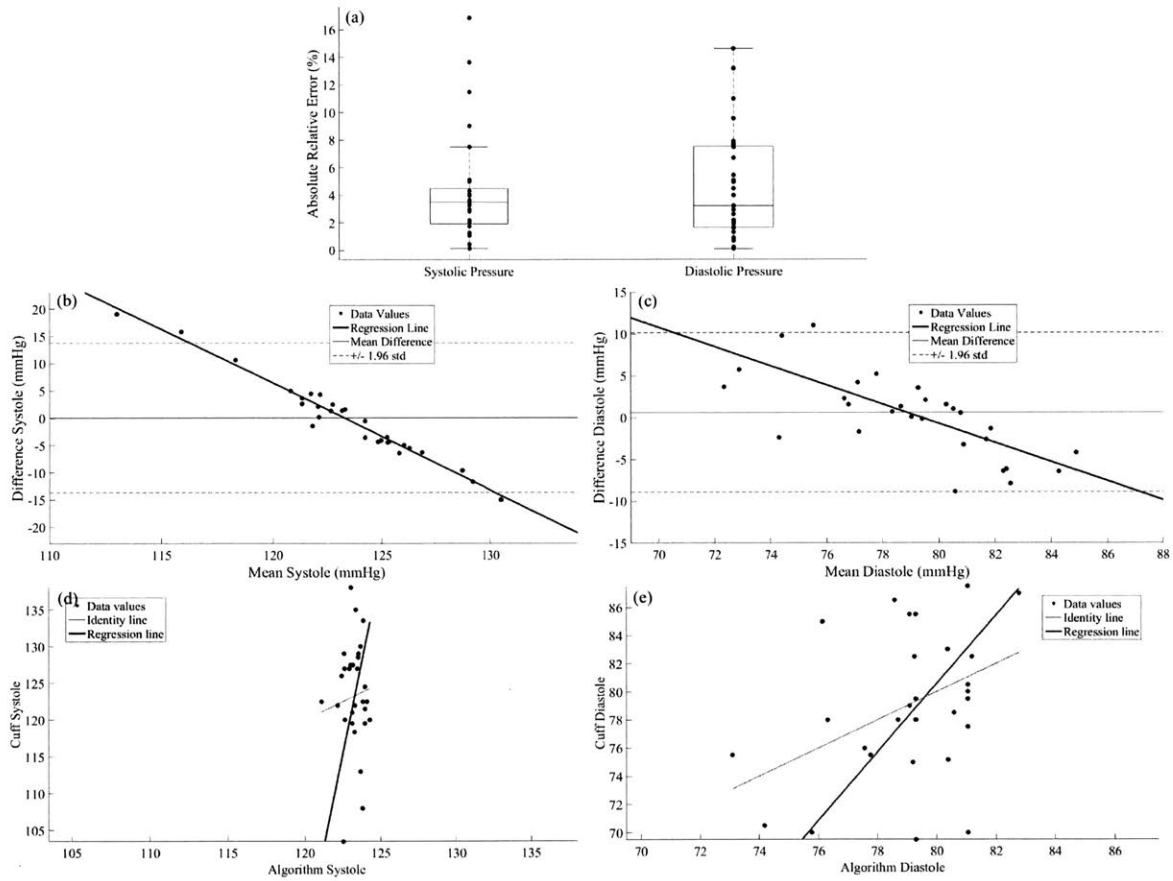 (a)
Absolute Relative Error (%)
16
14
12
10
8
6
4
2
0
Systolic Pressure
Diastolic Pressure
(b)
Difference Systole (mmHg)
20
15
10
5
0
-5
-10
-15
-20
110
115
120
125
130
Mean Systole (mmHg)
Data Values
Regression Line
Mean Difference
+/- 1.96 std
(c)
Difference Diastole (mmHg)
15
10
5
0
-5
-10
-15
70
72
74
76
78
80
82
84
86
88
Mean Diastole (mmHg)
Data Values
Regression Line
Mean Difference
+/- 1.96 std
(d)
Cuff Systole
135
130
125
120
115
110
105
105
110
115
120
125
130
135
Algorithm Systole
Data values
Identity line
Regression line
(e)
Cuff Diastole
86
84
82
80
78
76
74
72
70
70
72
74
76
78
80
82
84
86
Algorithm Diastole
Data values
Identity line
Regression line